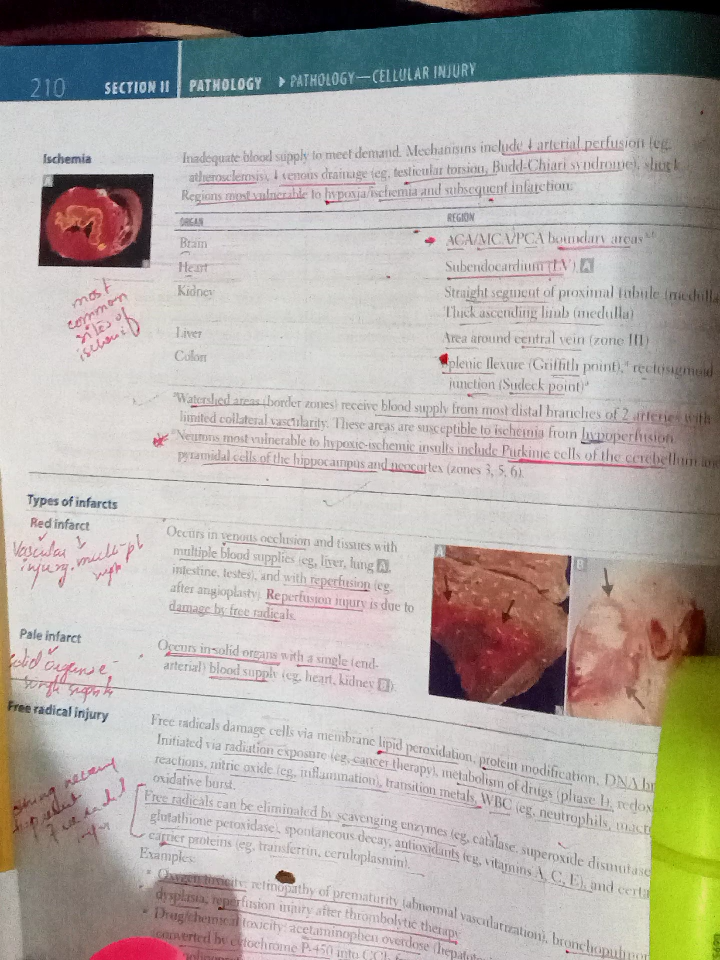 210 SECTION II PATHOLOGY ▶ PATHOLOGY—CELLULAR INJURY
Ischemia
Inadequate blood supply to meet demand. Mechanisms include ↓ arterial perfusion (eg,
atherosclerosis), ↓ venous drainage (eg, testicular torsion, Budd-Chiari syndrome), shock
Regions most vulnerable to hypoxia/ischemia and subsequent infarction:
ORGAN REGION
Brain ACA/MCA/PCA boundary areas
Heart Subendocardium (LV) A
Kidney Straight segment of proximal tubule (medulla
Thick ascending limb (medulla)
Liver Area around central vein (zone III)
Colon Splenic flexure (Griffith point),ᵃ rectosigmoid
junction (Sudeck point)ᵃ
most
common
sites of
ischemia
ᵃWatershed areas (border zones) receive blood supply from most distal branches of 2 arteries with
limited collateral vascularity. These areas are susceptible to ischemia from hypoperfusion
ᵇNeurons most vulnerable to hypoxic-ischemic insults include Purkinje cells of the cerebellum and
pyramidal cells of the hippocampus and neocortex (zones 3, 5, 6).
Types of infarcts
Red infarct
Occurs in venous occlusion and tissues with
multiple blood supplies (eg, liver, lung A,
intestine, testes), and with reperfusion (eg,
after angioplasty). Reperfusion injury is due to
damage by free radicals.
Vascular
injury
A
B
Pale infarct
Occurs in solid organs with a single (end-
arterial) blood supply (eg, heart, kidney B).
Solid organs
Free radical injury
Free radicals damage cells via membrane lipid peroxidation, protein modification, DNA br
Initiated via radiation exposure (eg, cancer therapy), metabolism of drugs (phase I), redox
reactions, nitric oxide (eg, inflammation), transition metals, WBC (eg, neutrophils,
oxidative burst.
Free radicals can be eliminated by scavenging enzymes (eg, catalase, superoxide dismutase
glutathione peroxidase), spontaneous decay, antioxidants (eg, vitamins A, C, E), and certa
carrier proteins (eg, transferrin, ceruloplasmin).
Examples:
• Oxygen toxicity: retinopathy of prematurity (abnormal vascularization), bronchopulmon
dysplasia, reperfusion injury after thrombolytic therapy
• Drug/chemical toxicity: acetaminophen overdose (hepato
converted by cytochrome P-450 into CCl₃